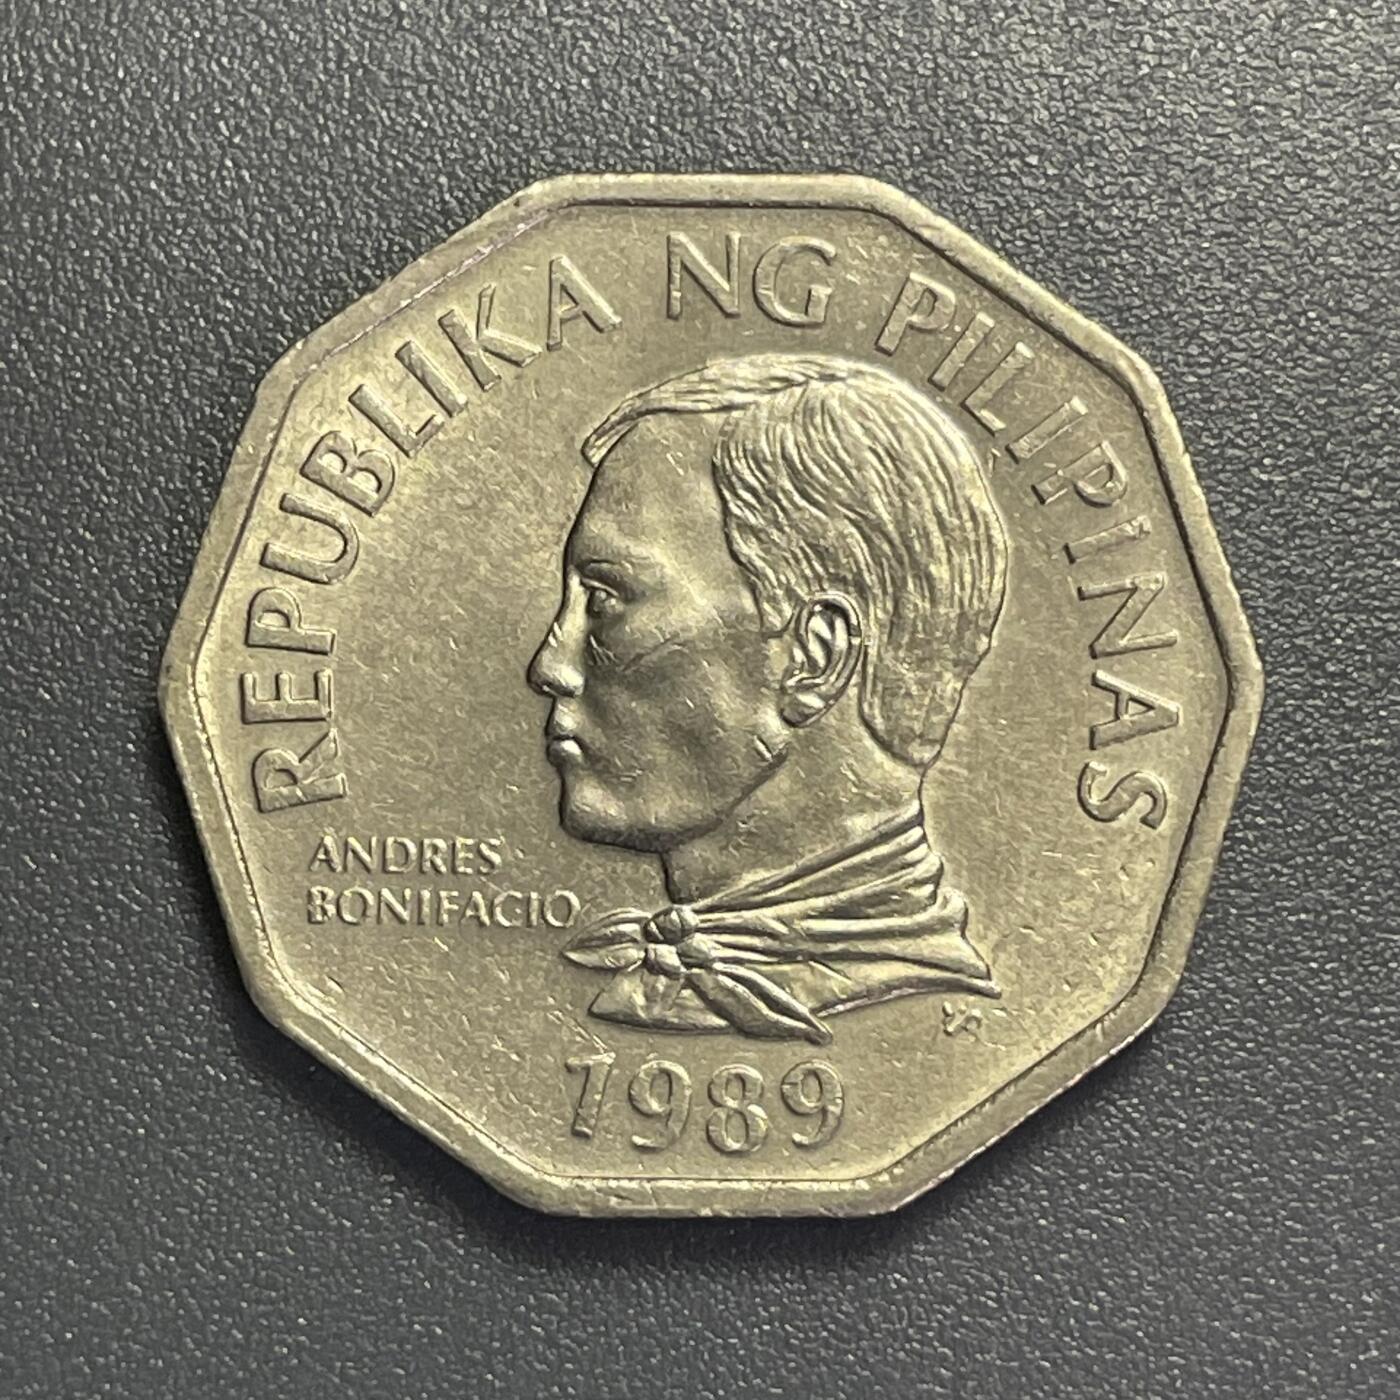 REPUBLIKA NG PILIPINAS
ANDRES
BONIFACIO
1989